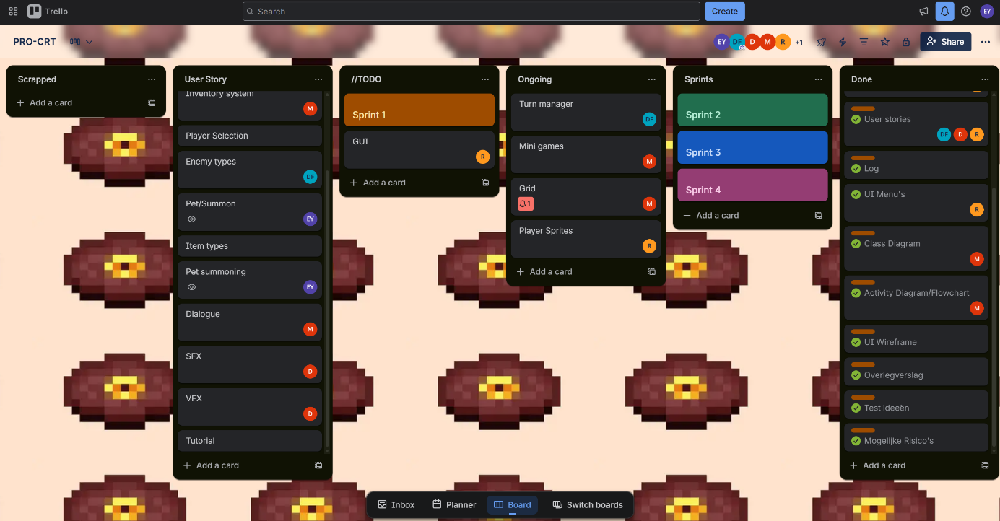 Trello
Search
Create
EY
PRO-CRT
EY DF D M R +1
Share
Scrapped
Add a card
User Story
Inventory system
M
Player Selection
Enemy types
DF
Pet/Summon
EY
Item types
Pet summoning
EY
Dialogue
M
SFX
D
VFX
D
Tutorial
Add a card
//TODO
Sprint 1
GUI
R
Add a card
Ongoing
Turn manager
DF
Mini games
M
Grid
1
M
Player Sprites
R
Add a card
Sprints
Sprint 2
Sprint 3
Sprint 4
Add a card
Done
User stories
DF D R
Log
UI Menu's
R
Class Diagram
M
Activity Diagram/Flowchart
M
UI Wireframe
Overlegverslag
Test ideeën
Mogelijke Risico's
Add a card
Inbox
Planner
Board
Switch boards